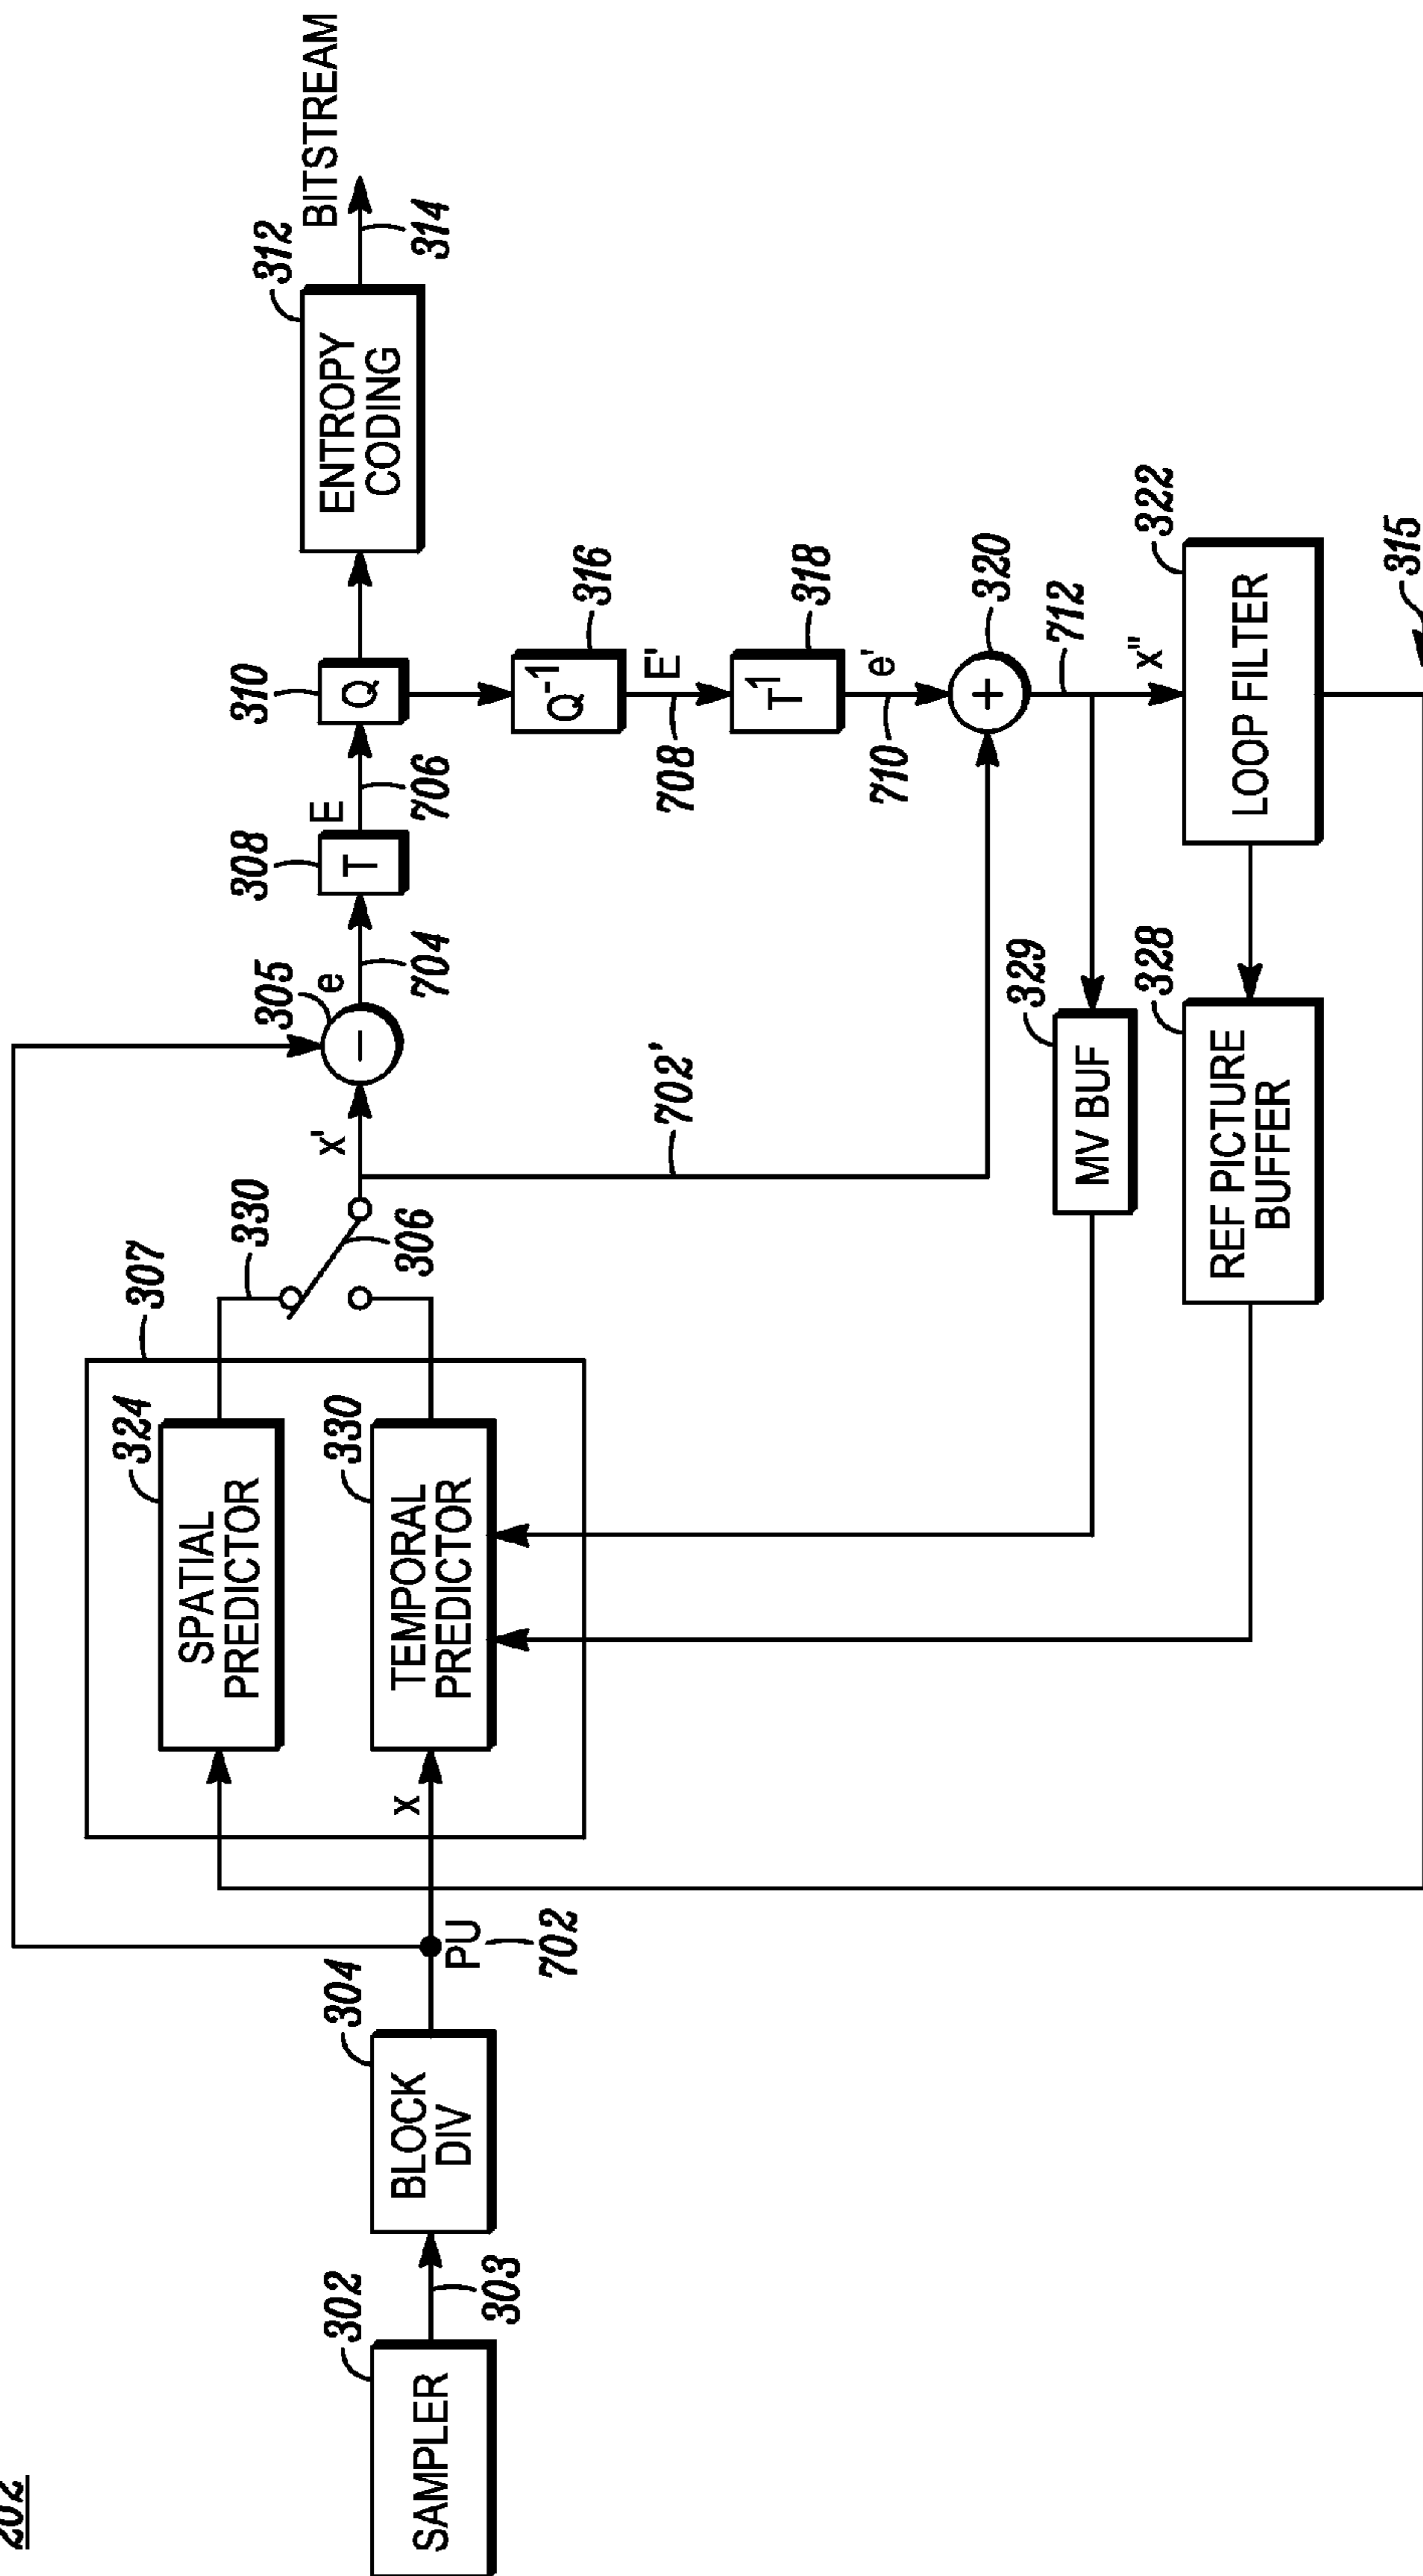 202
SAMPLER
302
303
BLOCK
DIV
304
PU
702
x
307
SPATIAL
PREDICTOR
324
TEMPORAL
PREDICTOR
330
330
306
x'
305
e
704
702'
308
T
E
706
310
Q
312
ENTROPY
CODING
314
BITSTREAM
Q-1
316
E'
708
T1
318
e'
710
+
320
712
x"
322
LOOP FILTER
315
329
MV BUF
328
REF PICTURE
BUFFER